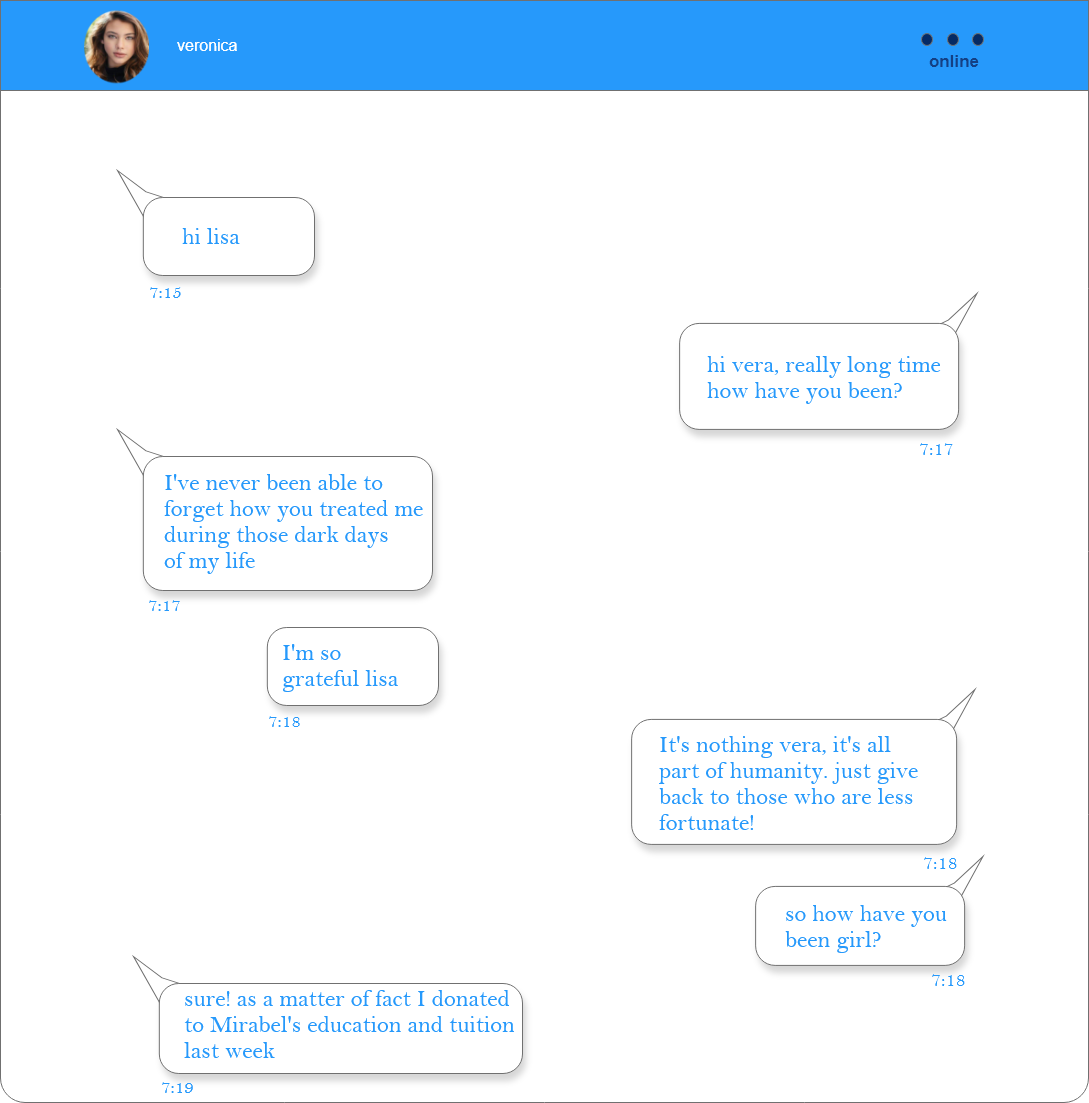 veronica
online
hi lisa
7:15
hi vera, really long time
how have you been?
7:17
I've never been able to
forget how you treated me
during those dark days
of my life
7:17
I'm so
grateful lisa
7:18
It's nothing vera, it's all
part of humanity. just give
back to those who are less
fortunate!
7:18
so how have you
been girl?
7:18
sure! as a matter of fact I donated
to Mirabel's education and tuition
last week
7:19